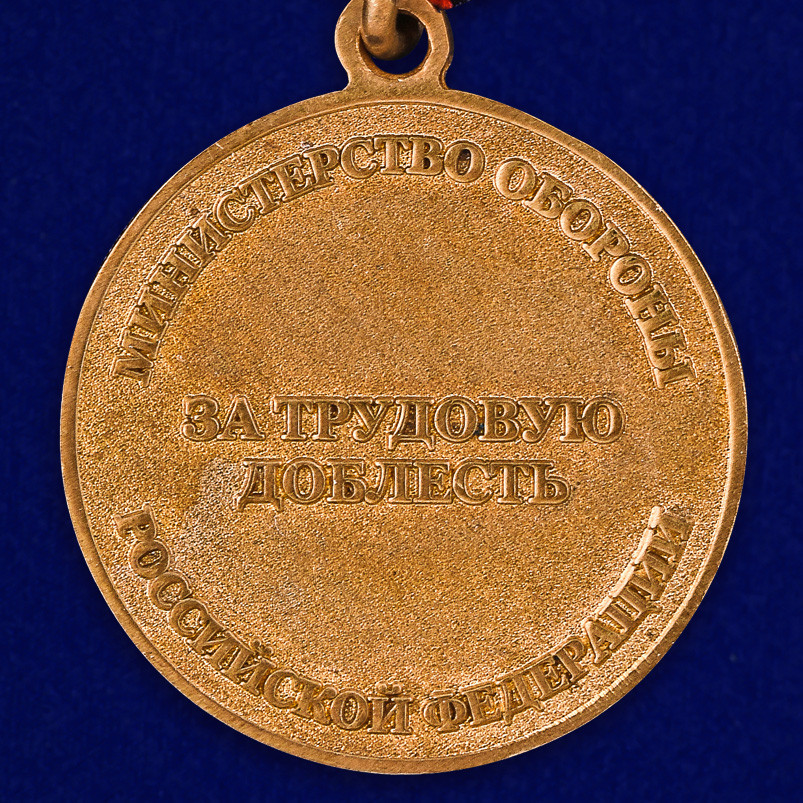 МИНИСТЕРСТВО ОБОРОНЫ
ЗА ТРУДОВУЮ
ДОБЛЕСТЬ
РОССИЙСКОЙ ФЕДЕРАЦИИ